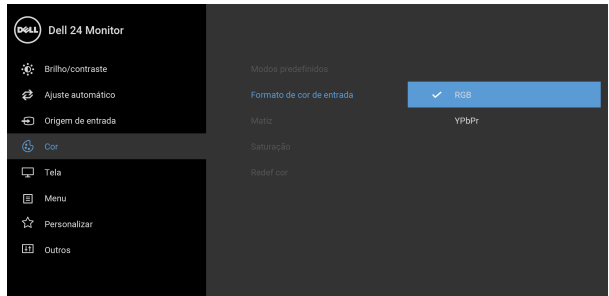 DELL Dell 24 Monitor
Brilho/contraste
Ajuste automático
Origem de entrada
Cor
Tela
Menu
Personalizar
Outros
Modos predefinidos
Formato de cor de entrada
Matiz
Saturação
Redef cor
RGB
YPbPr